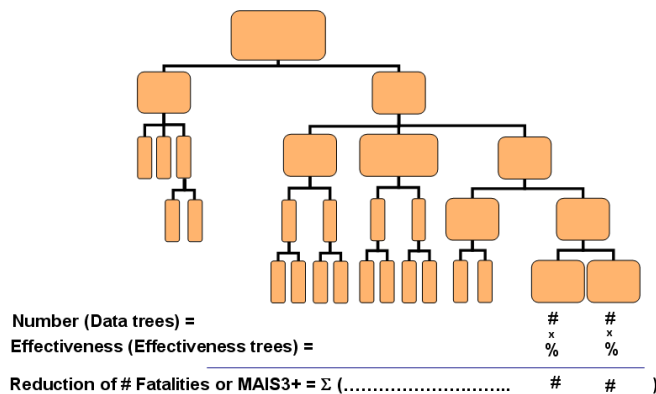 Number (Data trees) = # #
x x
Effectiveness (Effectiveness trees) = % %
Reduction of # Fatalities or MAIS3+ = Σ (…………………..…….. # # )